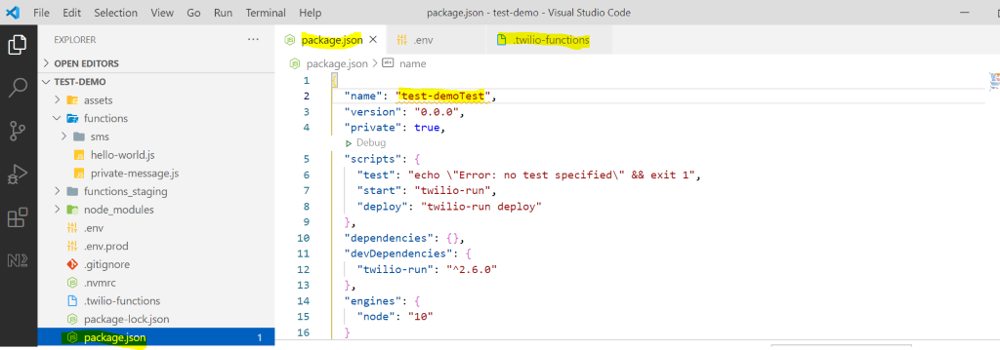 File Edit Selection View Go Run Terminal Help package.json - test-demo - Visual Studio Code
EXPLORER ···
OPEN EDITORS
TEST-DEMO
assets
functions
sms
hello-world.js
private-message.js
functions_staging
node_modules
.env
.env.prod
.gitignore
.nvmrc
.twilio-functions
package-lock.json
package.json 1
package.json .env .twilio-functions
package.json > abc name
1 {
2 "name": "test-demoTest",
3 "version": "0.0.0",
4 "private": true,
Debug
5 "scripts": {
6 "test": "echo \"Error: no test specified\" && exit 1",
7 "start": "twilio-run",
8 "deploy": "twilio-run deploy"
9 },
10 "dependencies": {},
11 "devDependencies": {
12 "twilio-run": "^2.6.0"
13 },
14 "engines": {
15 "node": "10"
16 }